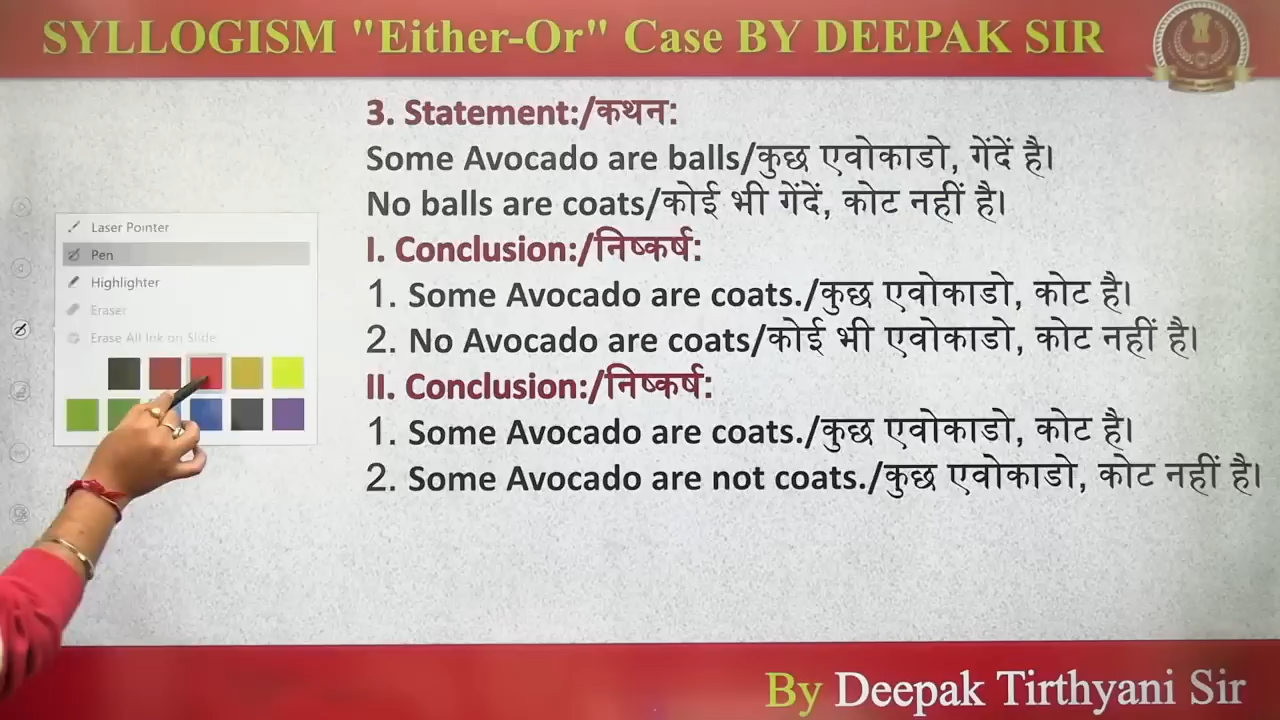 SYLLOGISM "Either-Or" Case BY DEEPAK SIR
3. Statement:/कथन:
Some Avocado are balls/कुछ एवोकाडो, गेंदें है।
No balls are coats/कोई भी गेंदें, कोट नहीं है।
I. Conclusion:/निष्कर्ष:
1. Some Avocado are coats./कुछ एवोकाडो, कोट है।
2. No Avocado are coats/कोई भी एवोकाडो, कोट नहीं है।
II. Conclusion:/निष्कर्ष:
1. Some Avocado are coats./कुछ एवोकाडो, कोट है।
2. Some Avocado are not coats./कुछ एवोकाडो, कोट नहीं है।
Laser Pointer
Pen
Highlighter
Eraser
Erase All Ink on Slide
By Deepak Tirthyani Sir